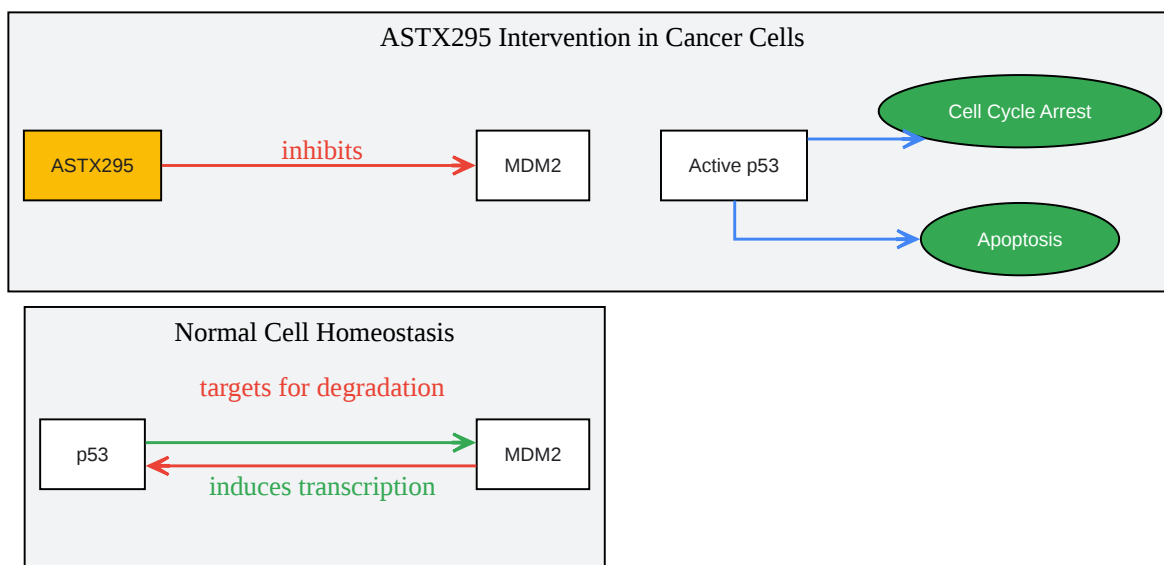 ASTX295 Intervention in Cancer Cells
Cell Cycle Arrest
ASTX295
inhibits
MDM2
Active p53
Apoptosis
Normal Cell Homeostasis
targets for degradation
p53
MDM2
induces transcription